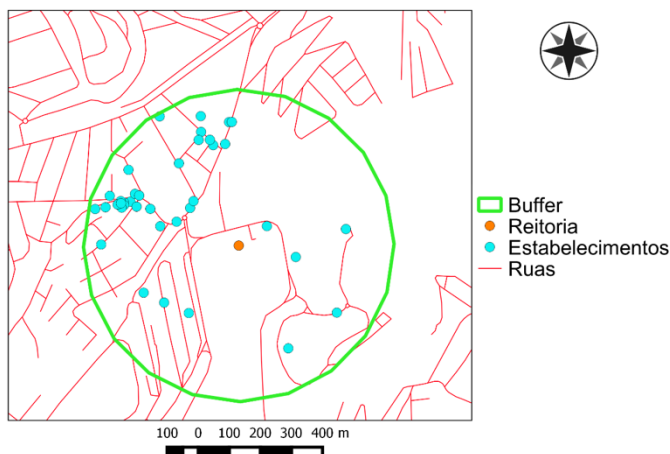 Buffer
Reitoria
Estabelecimentos
Ruas
100 0 100 200 300 400 m